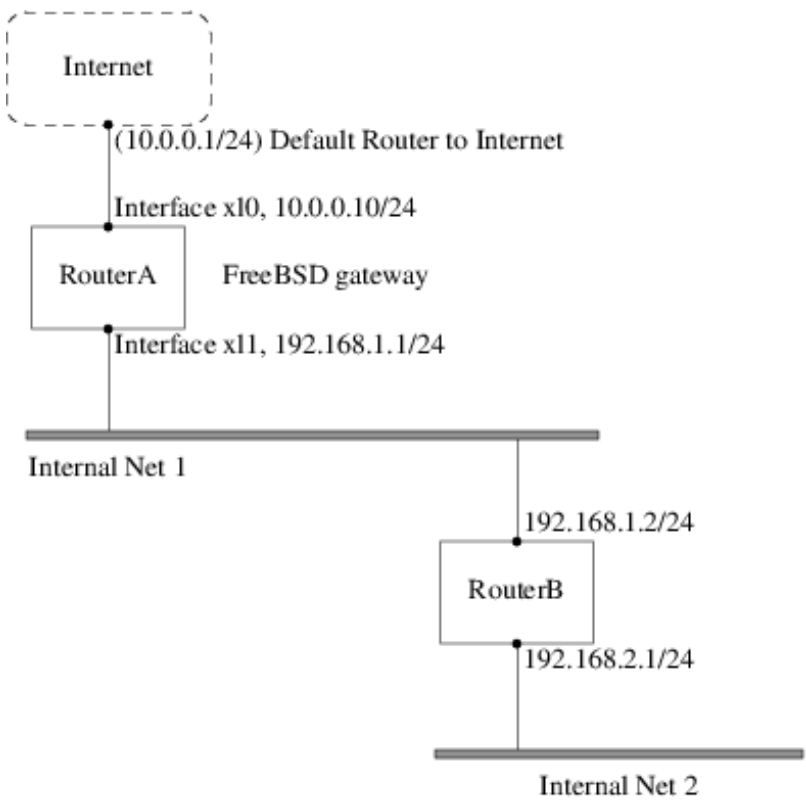 Internet
(10.0.0.1/24) Default Router to Internet
Interface xl0, 10.0.0.10/24
RouterA
FreeBSD gateway
Interface xl1, 192.168.1.1/24
Internal Net 1
192.168.1.2/24
RouterB
192.168.2.1/24
Internal Net 2